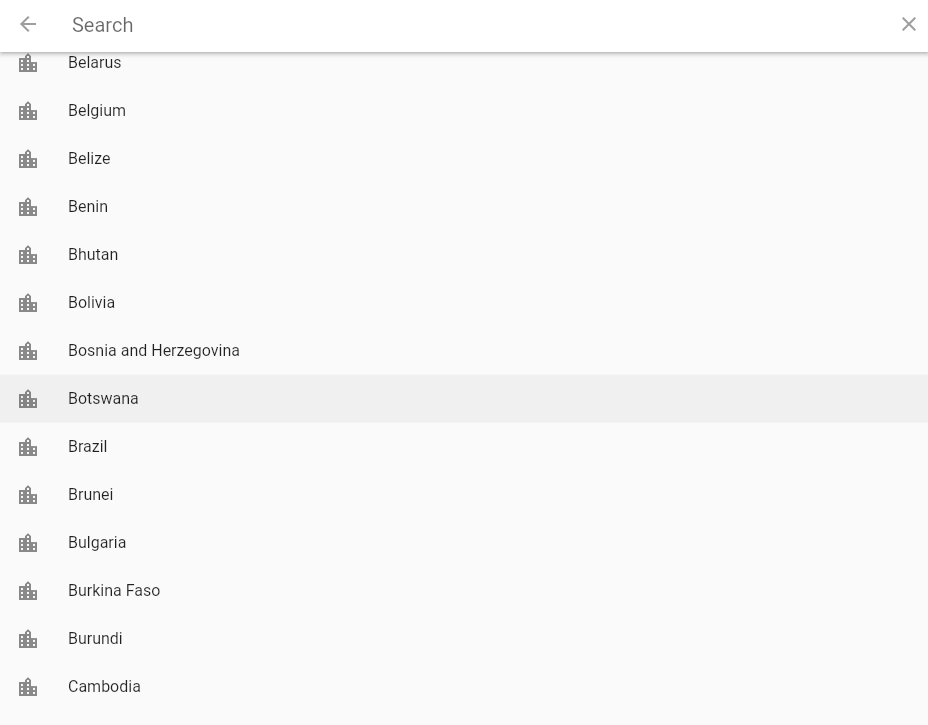 Search
Belarus
Belgium
Belize
Benin
Bhutan
Bolivia
Bosnia and Herzegovina
Botswana
Brazil
Brunei
Bulgaria
Burkina Faso
Burundi
Cambodia